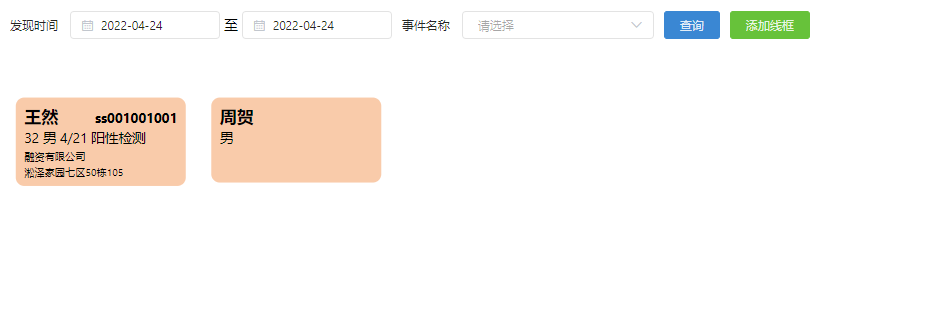 发现时间 2022-04-24 至 2022-04-24 事件名称 请选择 查询 添加线框
王然 ss001001001
32 男 4/21 阳性检测
融资有限公司
淞泽家园七区50栋105
周贺
男